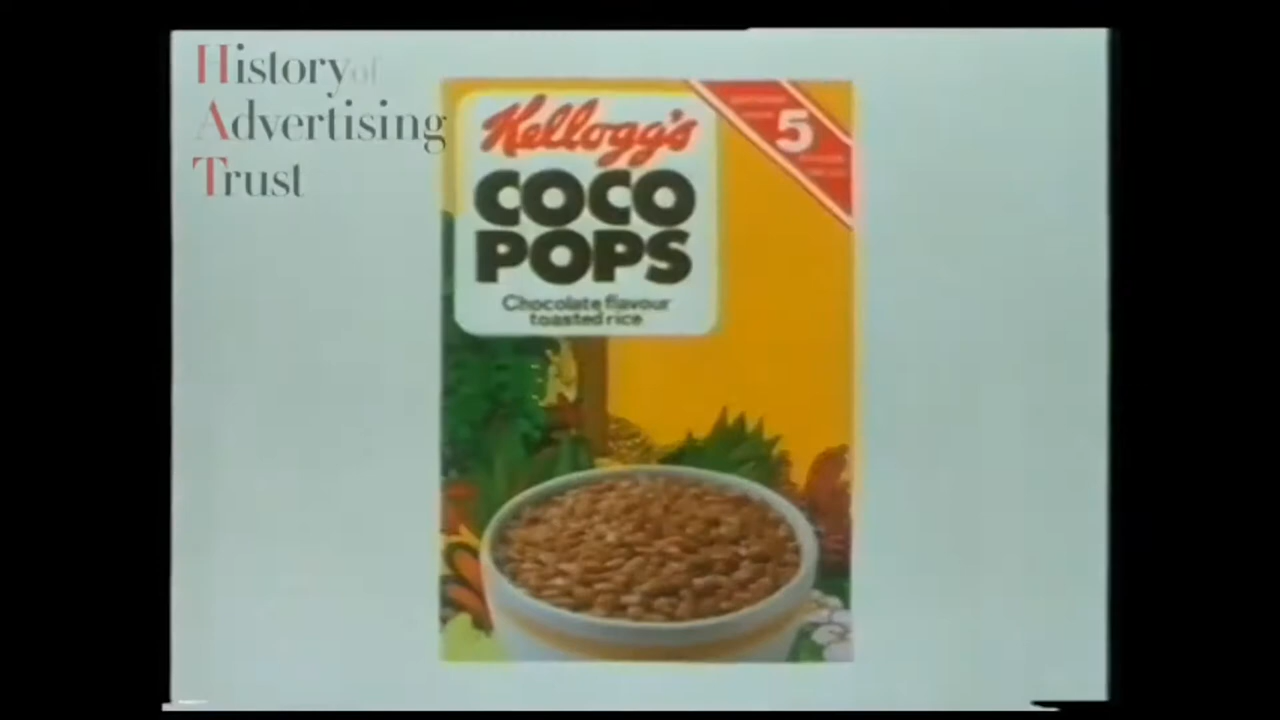 History of
Advertising
Trust
Kellogg's
COCO
POPS
Chocolate flavour
toasted rice
5